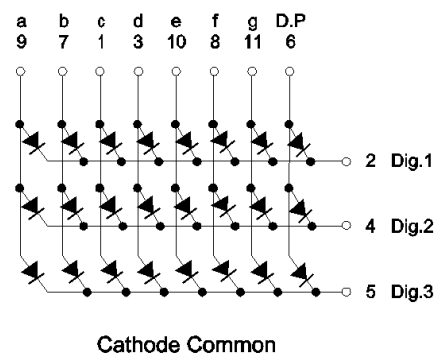 a b c d e f g D.P
9 7 1 3 10 8 11 6
2 Dig.1
4 Dig.2
5 Dig.3
Cathode Common